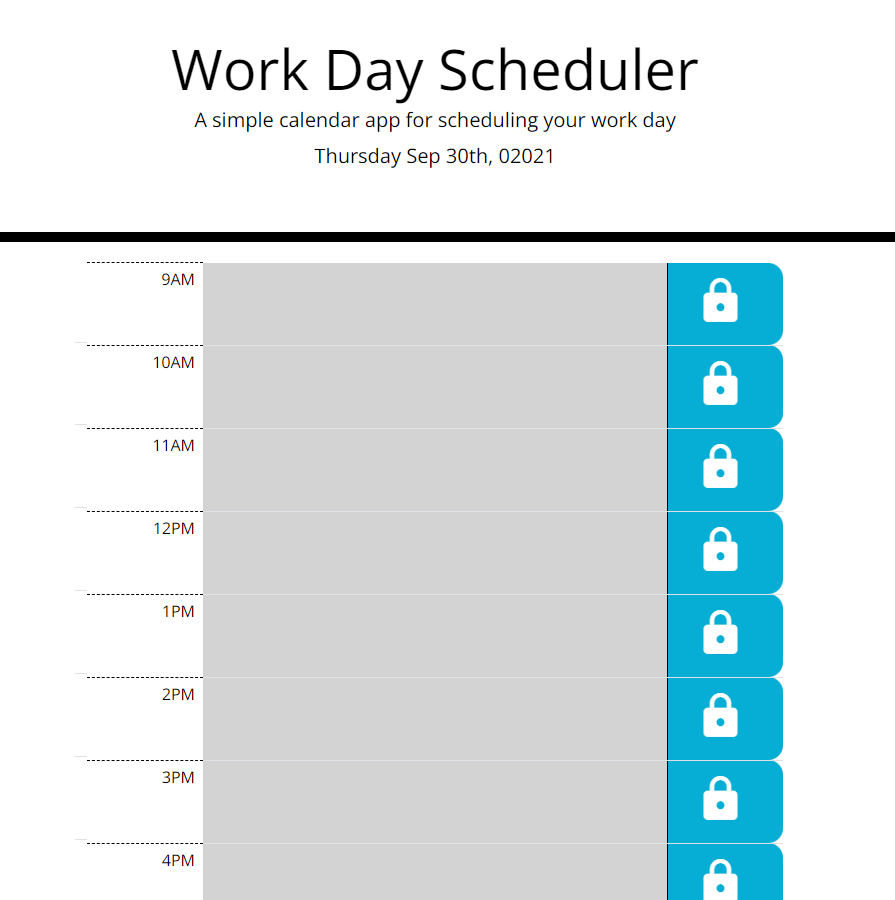 Work Day Scheduler
A simple calendar app for scheduling your work day
Thursday Sep 30th, 02021
9AM
10AM
11AM
12PM
1PM
2PM
3PM
4PM